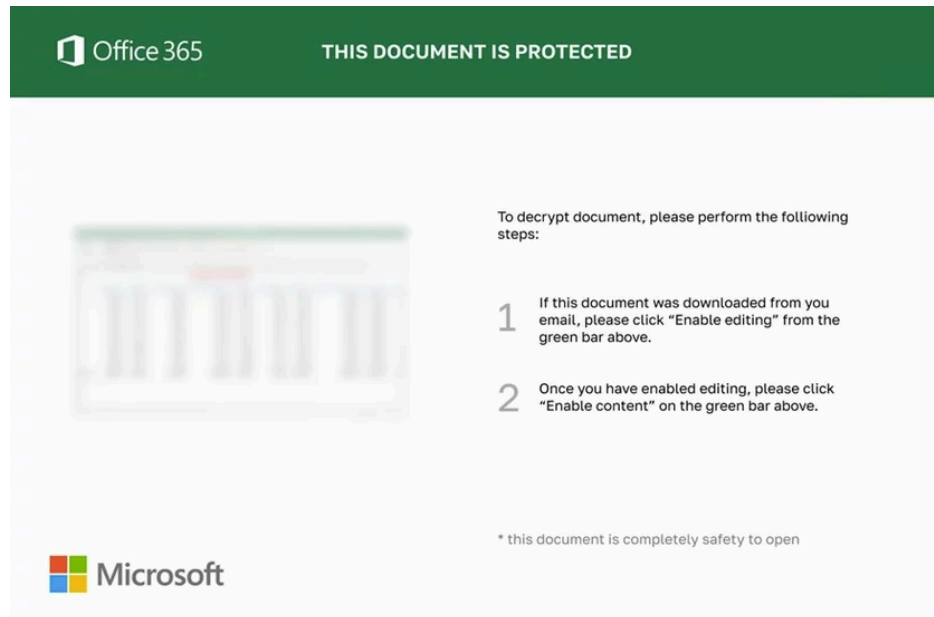 Office 365
THIS DOCUMENT IS PROTECTED
To decrypt document, please perform the folliowing
steps:
1
If this document was downloaded from you
email, please click “Enable editing” from the
green bar above.
2
Once you have enabled editing, please click
“Enable content” on the green bar above.
* this document is completely safety to open
Microsoft